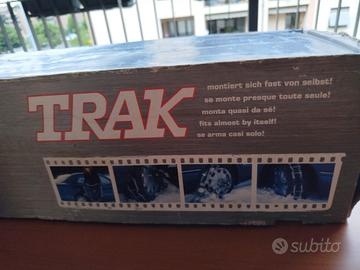 TRAK
montiert sich fast von selbst!
se monte presque toute seule!
monta quasi da sé!
fits almost by itself!
se arma casi solo!
subito